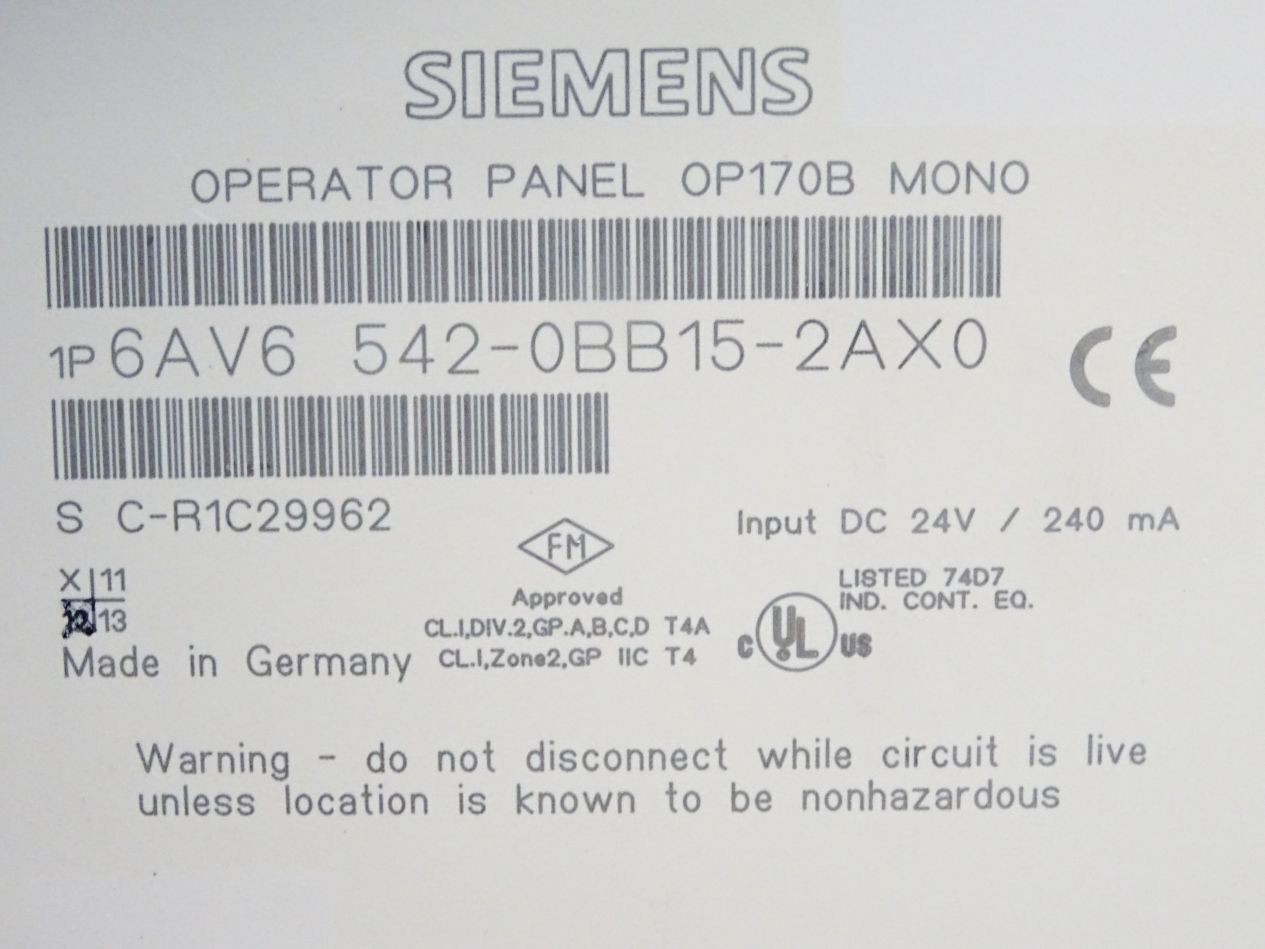 SIEMENS
OPERATOR PANEL OP170B MONO
1P 6AV6 542-0BB15-2AX0
CE
S C-R1C29962
Input DC 24V / 240 mA
FM
Approved
CL.I,DIV.2,GP.A,B,C,D T4A
CL.I,Zone2,GP IIC T4
LISTED 74D7
IND. CONT. EQ.
C UL US
X 11
12 13
Made in Germany
Warning - do not disconnect while circuit is live
unless location is known to be nonhazardous